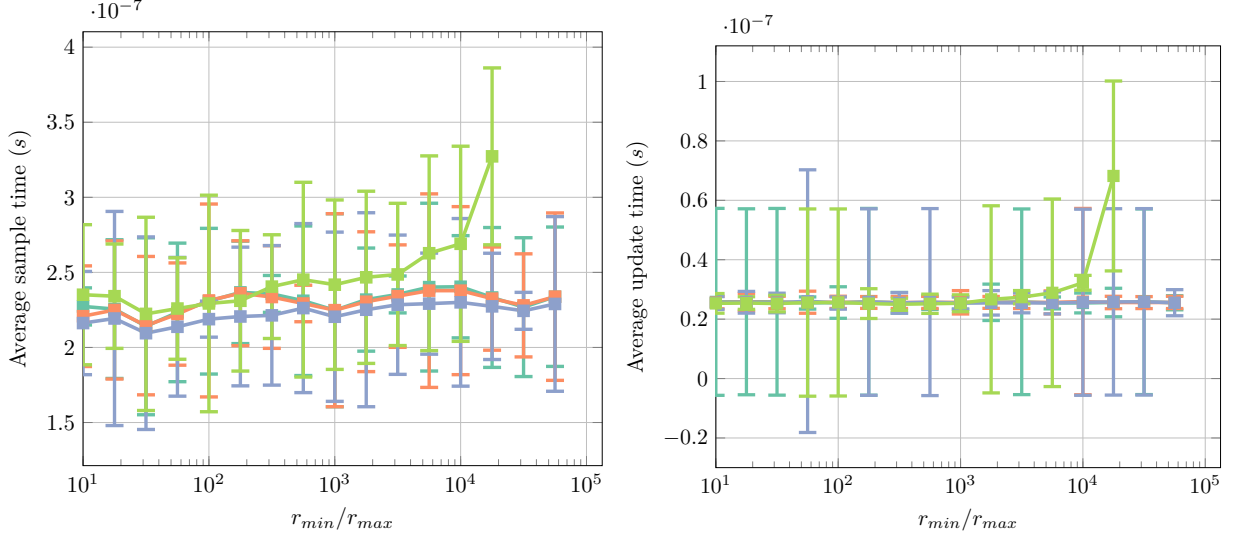 ·10⁻⁷
4
3.5
3
2.5
2
1.5
10¹ 10² 10³ 10⁴ 10⁵
Average sample time (s)
r_min/r_max
·10⁻⁷
1
0.8
0.6
0.4
0.2
0
−0.2
10¹ 10² 10³ 10⁴ 10⁵
Average update time (s)
r_min/r_max